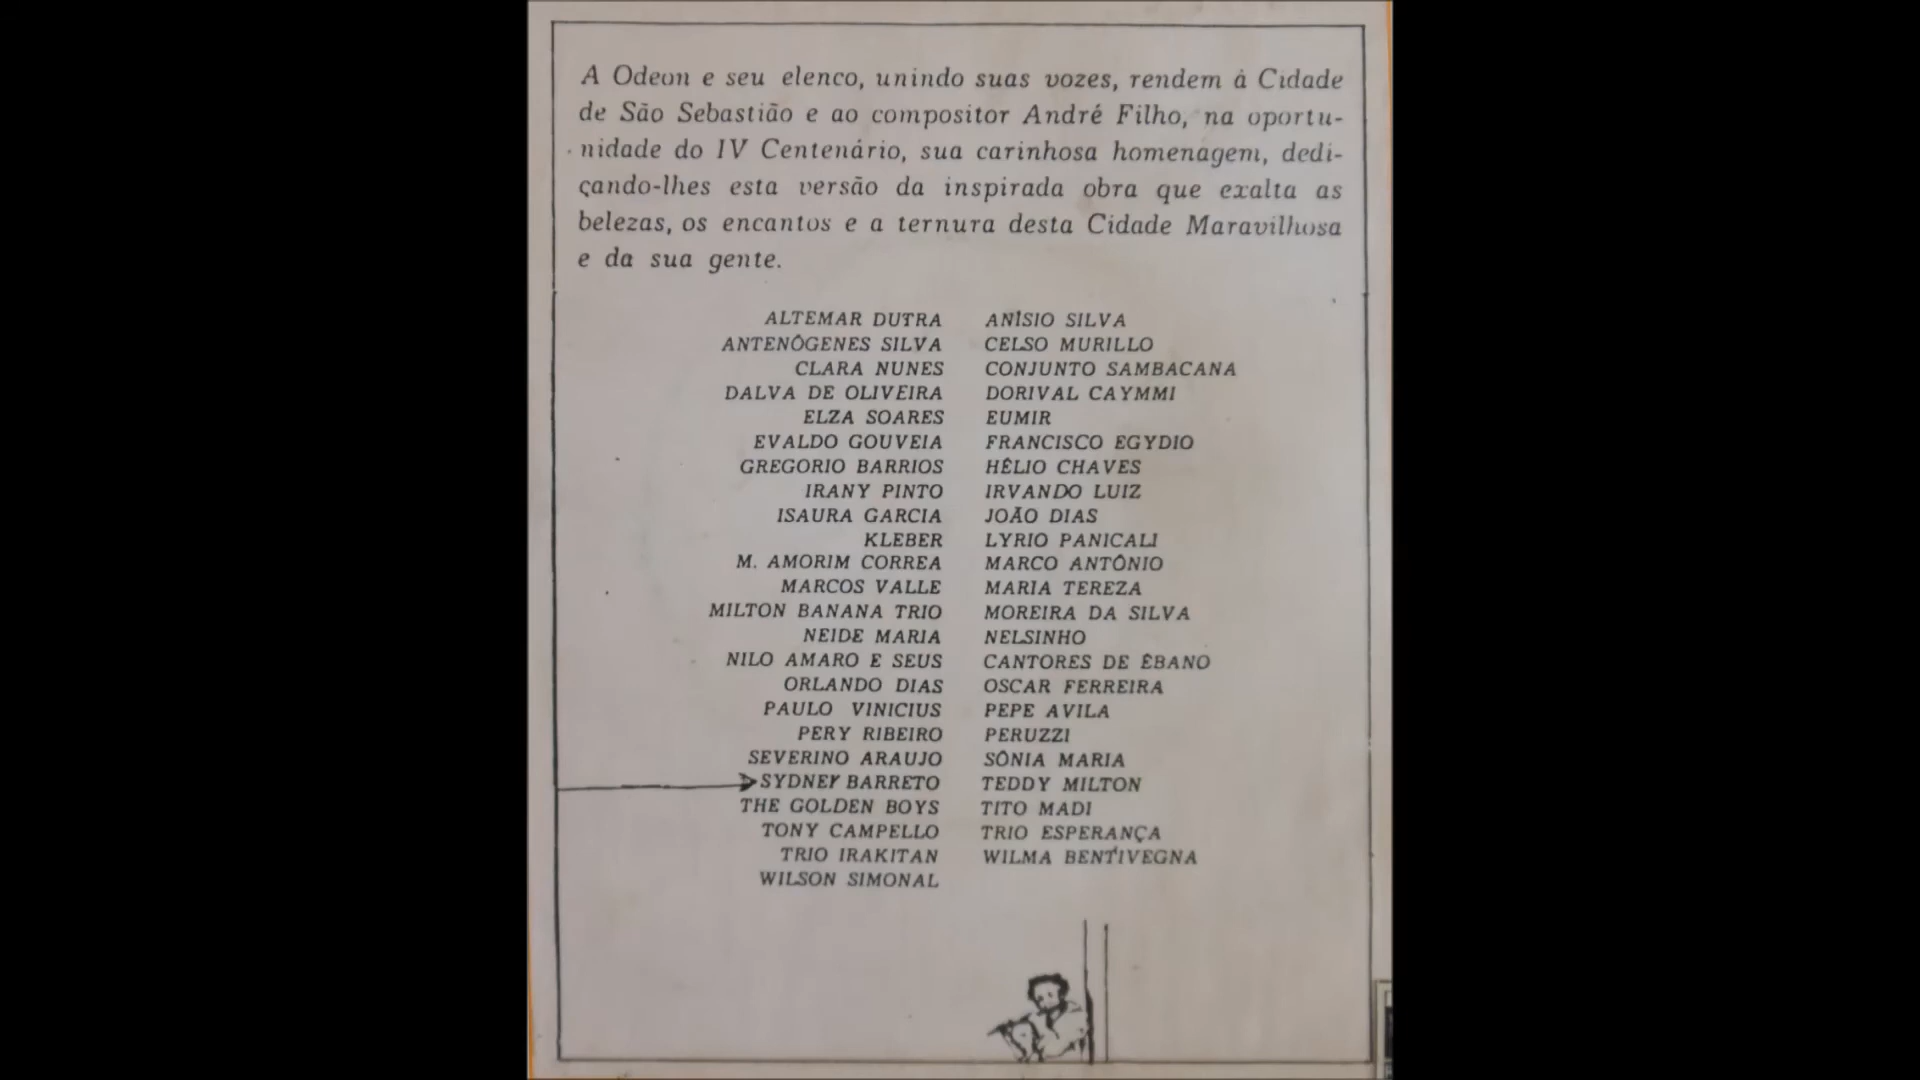 A Odeon e seu elenco, unindo suas vozes, rendem à Cidade
de São Sebastião e ao compositor André Filho, na oportu-
nidade do IV Centenário, sua carinhosa homenagem, dedi-
çando-lhes esta versão da inspirada obra que exalta as
belezas, os encantos e a ternura desta Cidade Maravilhosa
e da sua gente.
ALTEMAR DUTRA ANÍSIO SILVA
ANTENÔGENES SILVA CELSO MURILLO
CLARA NUNES CONJUNTO SAMBACANA
DALVA DE OLIVEIRA DORIVAL CAYMMI
ELZA SOARES EUMIR
EVALDO GOUVEIA FRANCISCO EGYDIO
GREGORIO BARRIOS HÉLIO CHAVES
IRANY PINTO IRVANDO LUIZ
ISAURA GARCIA JOÃO DIAS
KLEBER LYRIO PANICALI
M. AMORIM CORREA MARCO ANTÔNIO
MARCOS VALLE MARIA TEREZA
MILTON BANANA TRIO MOREIRA DA SILVA
NEIDE MARIA NELSINHO
NILO AMARO E SEUS CANTORES DE ÉBANO
ORLANDO DIAS OSCAR FERREIRA
PAULO VINICIUS PEPE AVILA
PERY RIBEIRO PERUZZI
SEVERINO ARAUJO SÔNIA MARIA
SYDNEY BARRETO TEDDY MILTON
THE GOLDEN BOYS TITO MADI
TONY CAMPELLO TRIO ESPERANÇA
TRIO IRAKITAN WILMA BENTIVEGNA
WILSON SIMONAL